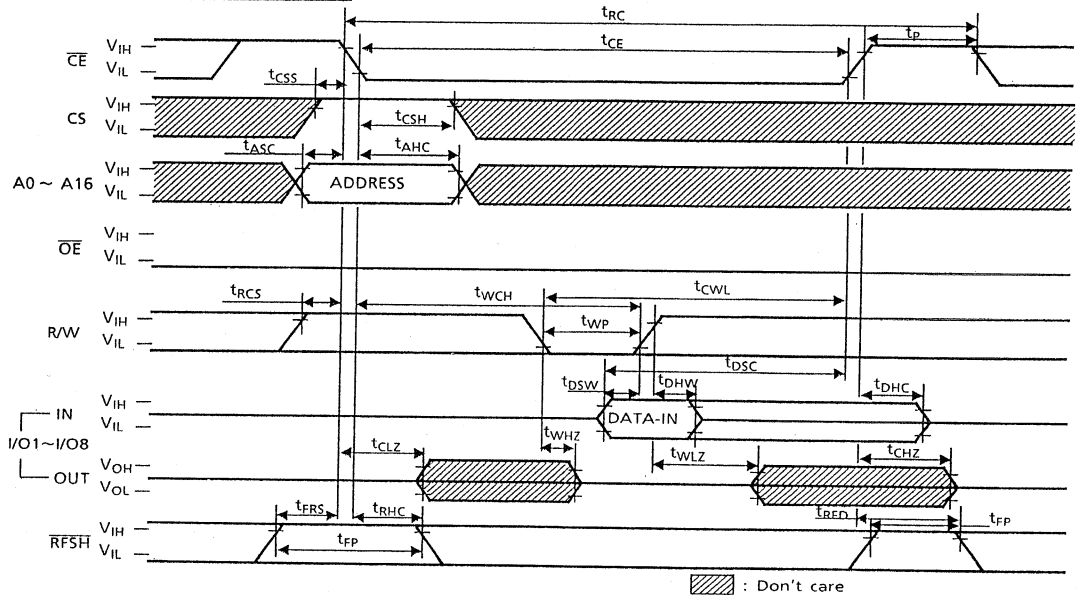 tRC
tCE
tP
CE
VIH
VIL
tCSS
CS
VIH
VIL
tCSH
tASC
tAHC
A0 ~ A16
VIH
VIL
ADDRESS
OE
VIH
VIL
tRCS
tWCH
tCWL
R/W
VIH
VIL
tWP
tDSC
tDSW
tDHW
tDHC
IN
VIH
VIL
DATA-IN
I/O1~I/O8
tWHZ
tCLZ
tWLZ
tCHZ
OUT
VOH
VOL
tFRS
tRHC
tRFD
tFP
RFSH
VIH
VIL
tFP
: Don't care